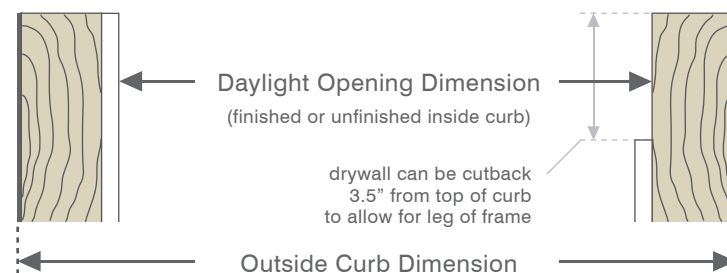 Daylight Opening Dimension
(finished or unfinished inside curb)
drywall can be cutback
3.5” from top of curb
to allow for leg of frame
Outside Curb Dimension